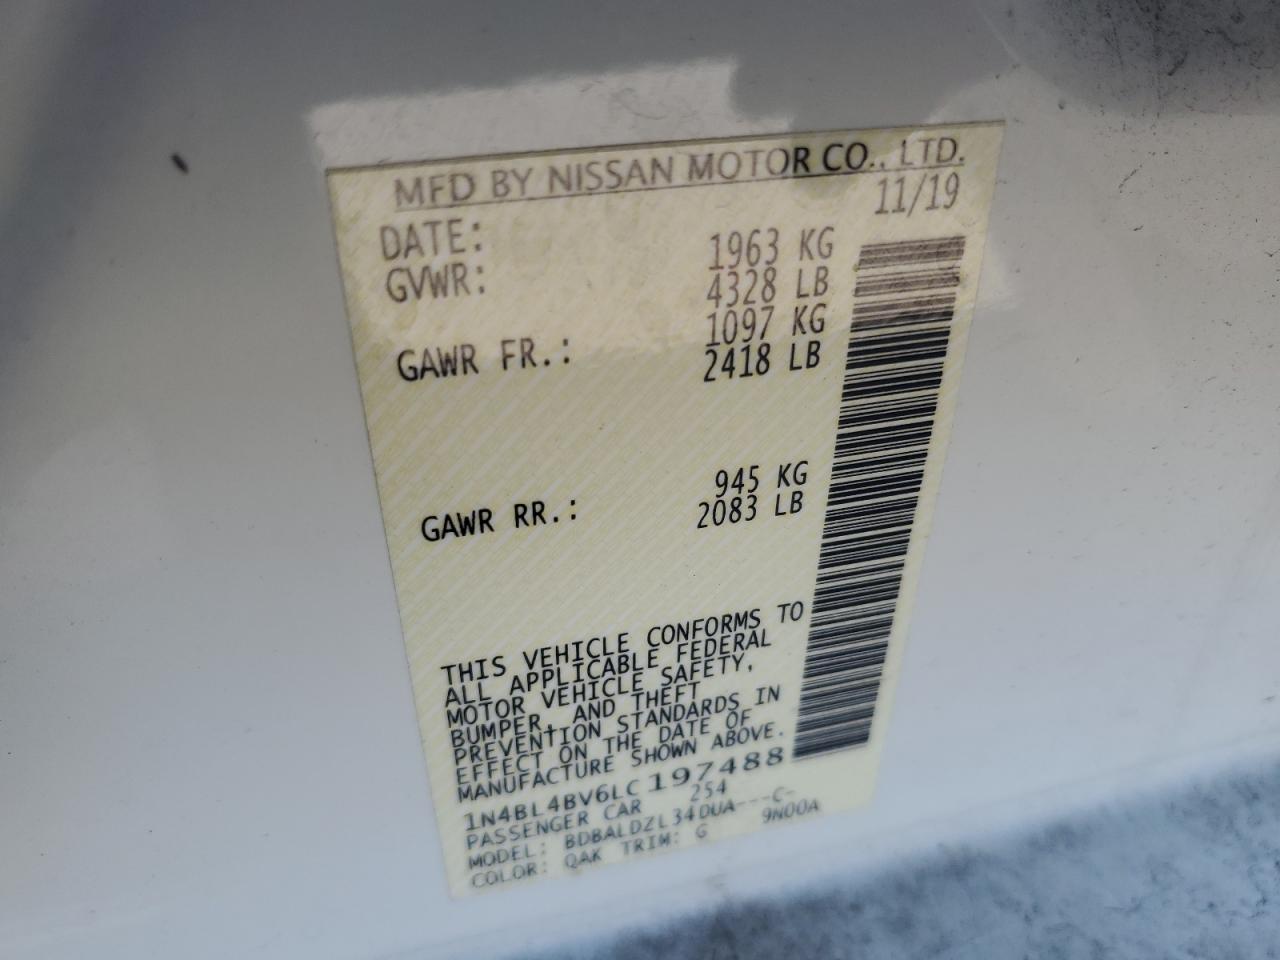 MFD BY NISSAN MOTOR CO., LTD.
DATE: 11/19
GVWR: 1963 KG
4328 LB
GAWR FR.: 1097 KG
2418 LB
GAWR RR.: 945 KG
2083 LB
THIS VEHICLE CONFORMS TO
ALL APPLICABLE FEDERAL
MOTOR VEHICLE SAFETY,
BUMPER, AND THEFT
PREVENTION STANDARDS IN
EFFECT ON THE DATE OF
MANUFACTURE SHOWN ABOVE.
1N4BL4BV6LC197488
PASSENGER CAR 254
MODEL: BDBALDZL34DUA---C-
COLOR: QAK TRIM: G 9N00A